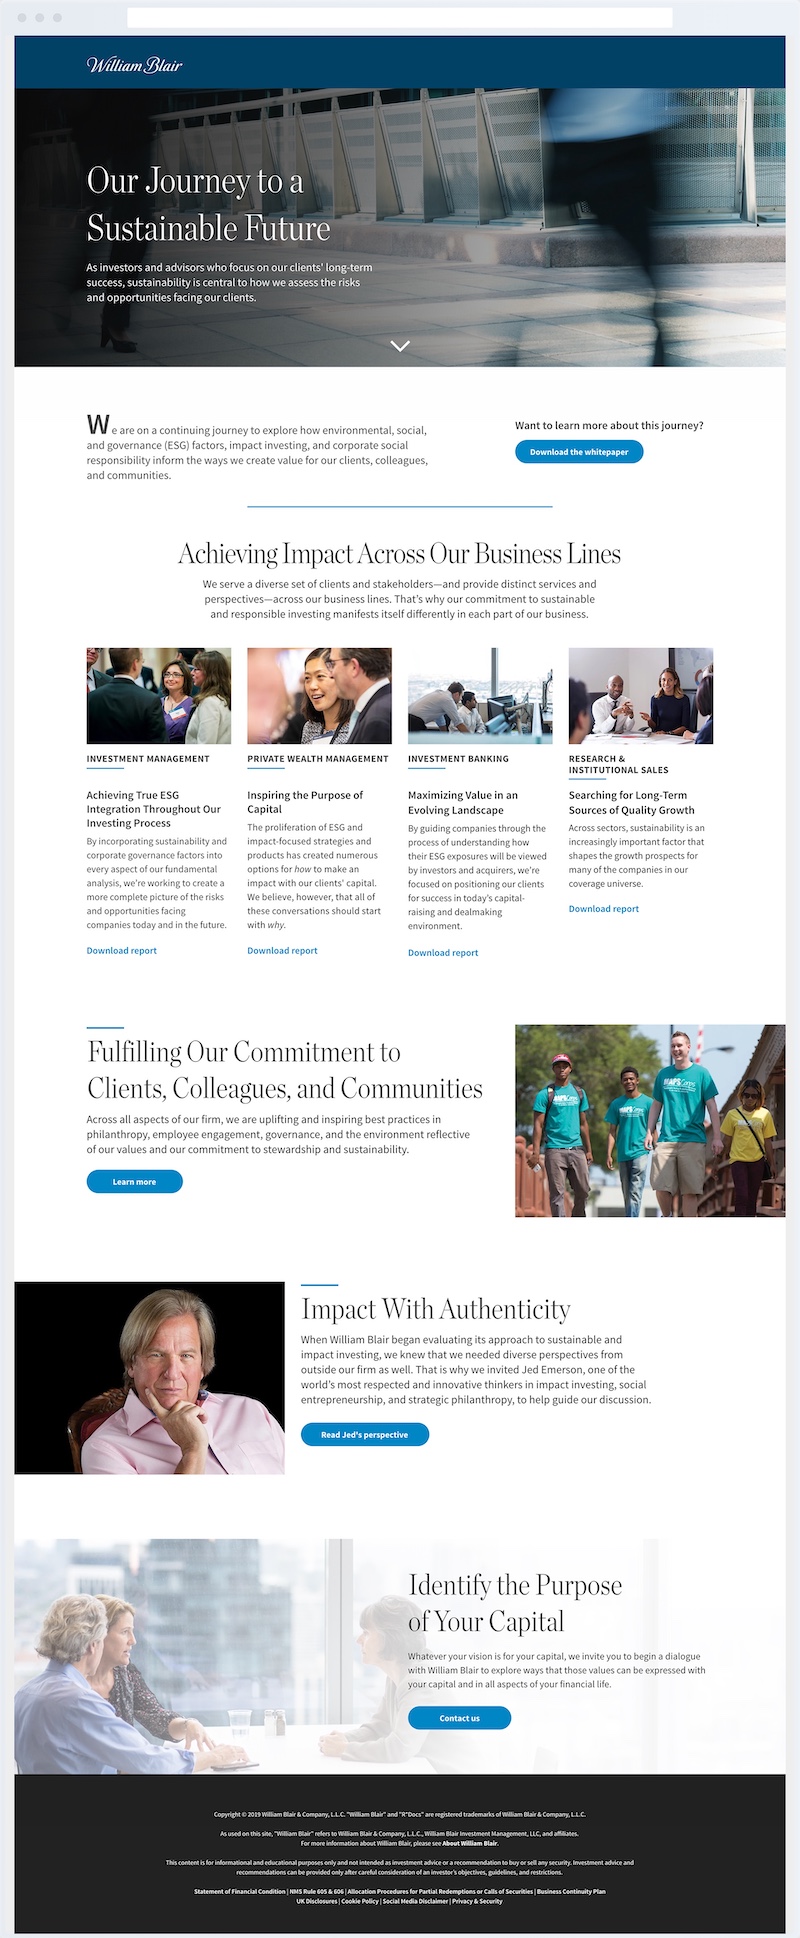 William Blair
Our Journey to a
Sustainable Future
As investors and advisors who focus on our clients' long-term
success, sustainability is central to how we assess the risks
and opportunities facing our clients.
We are on a continuing journey to explore how environmental, social,
and governance (ESG) factors, impact investing, and corporate social
responsibility inform the ways we create value for our clients, colleagues,
and communities.
Want to learn more about this journey?
Download the whitepaper
Achieving Impact Across Our Business Lines
We serve a diverse set of clients and stakeholders—and provide distinct services and
perspectives—across our business lines. That's why our commitment to sustainable
and responsible investing manifests itself differently in each part of our business.
INVESTMENT MANAGEMENT
Achieving True ESG
Integration Throughout Our
Investing Process
By incorporating sustainability and
corporate governance factors into
every aspect of our fundamental
analysis, we're working to create a
more complete picture of the risks
and opportunities facing
companies today and in the future.
Download report
PRIVATE WEALTH MANAGEMENT
Inspiring the Purpose of
Capital
The proliferation of ESG and
impact-focused strategies and
products has created numerous
options for how to make an
impact with our clients' capital.
We believe, however, that all of
these conversations should start
with why.
Download report
INVESTMENT BANKING
Maximizing Value in an
Evolving Landscape
By guiding companies through the
process of understanding how
their ESG exposures will be viewed
by investors and acquirers, we're
focused on positioning our clients
for success in today's capital-
raising and dealmaking
environment.
Download report
RESEARCH &
INSTITUTIONAL SALES
Searching for Long-Term
Sources of Quality Growth
Across sectors, sustainability is an
increasingly important factor that
shapes the growth prospects for
many of the companies in our
coverage universe.
Download report
Fulfilling Our Commitment to
Clients, Colleagues, and Communities
Across all aspects of our firm, we are uplifting and inspiring best practices in
philanthropy, employee engagement, governance, and the environment reflective
of our values and our commitment to stewardship and sustainability.
Learn more
MAPSCorps
MAPSCorps
MAPSCorps
Impact With Authenticity
When William Blair began evaluating its approach to sustainable and
impact investing, we knew that we needed diverse perspectives from
outside our firm as well. That is why we invited Jed Emerson, one of the
world's most respected and innovative thinkers in impact investing, social
entrepreneurship, and strategic philanthropy, to help guide our discussion.
Read Jed's perspective
Identify the Purpose
of Your Capital
Whatever your vision is for your capital, we invite you to begin a dialogue
with William Blair to explore ways that those values can be expressed with
your capital and in all aspects of your financial life.
Contact us
Copyright © 2019 William Blair & Company, L.L.C. "William Blair" and "R*Docs" are registered trademarks of William Blair & Company, L.L.C.
As used on this site, "William Blair" refers to William Blair & Company, L.L.C., William Blair Investment Management, LLC, and affiliates.
For more information about William Blair, please see About William Blair.
This content is for informational and educational purposes only and not intended as investment advice or a recommendation to buy or sell any security. Investment advice and
recommendations can be provided only after careful consideration of an investor's objectives, guidelines, and restrictions.
Statement of Financial Condition | NMS Rule 605 & 606 | Allocation Procedures for Partial Redemptions or Calls of Securities | Business Continuity Plan
UK Disclosures | Cookie Policy | Social Media Disclaimer | Privacy & Security